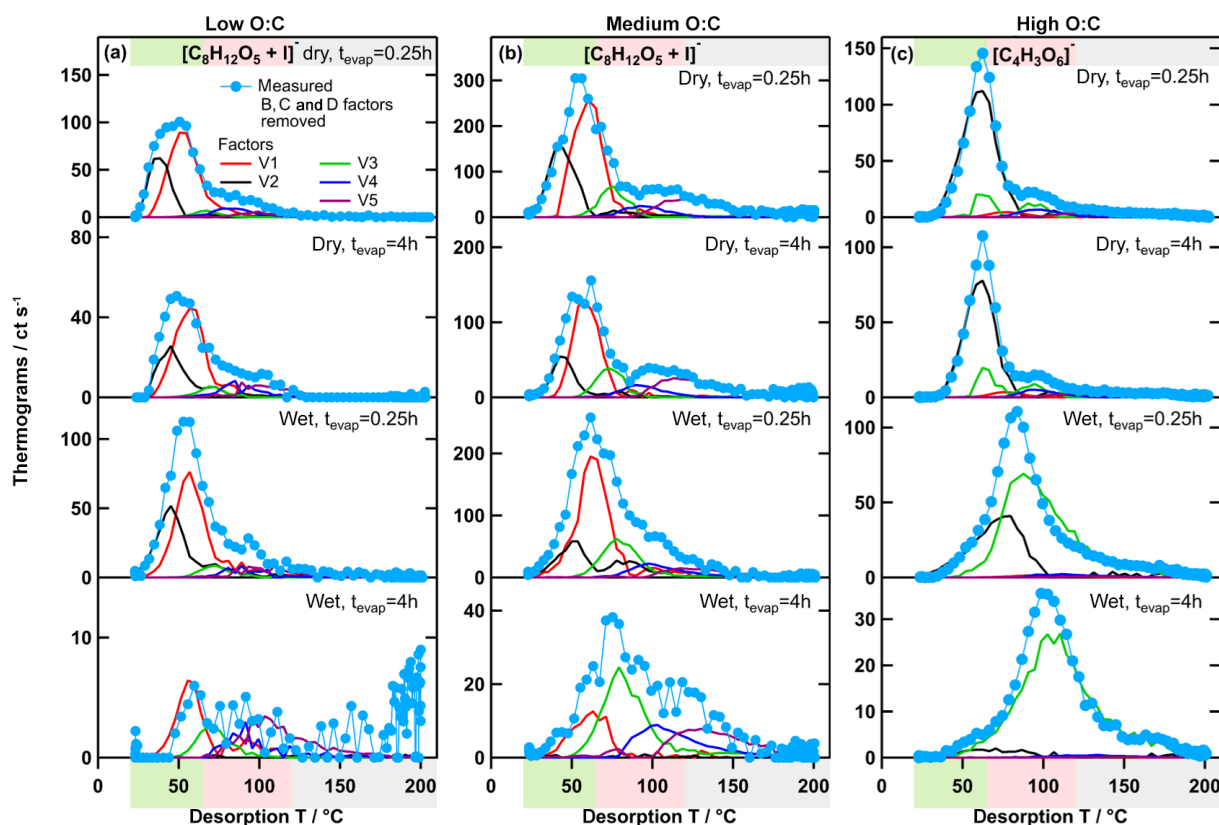 Low O:C
Medium O:C
High O:C
(a) [C8H12O5 + I]- dry, tevap=0.25h
(b) [C8H12O5 + I]-
Dry, tevap=0.25h
(c) [C4H3O6]-
Dry, tevap=0.25h
Measured
B, C and D factors
removed
Factors
V1
V2
V3
V4
V5
150
100
50
0
300
200
100
0
150
100
50
0
Dry, tevap=4h
Dry, tevap=4h
Dry, tevap=4h
80
40
0
200
150
100
50
0
100
50
0
Wet, tevap=0.25h
Wet, tevap=0.25h
Wet, tevap=0.25h
100
50
0
200
100
0
100
50
0
Wet, tevap=4h
Wet, tevap=4h
Wet, tevap=4h
10
0
40
20
0
30
20
10
0
Thermograms / ct s-1
0 50 100 150 200
0 50 100 150 200
0 50 100 150 200
Desorption T / °C
Desorption T / °C
Desorption T / °C